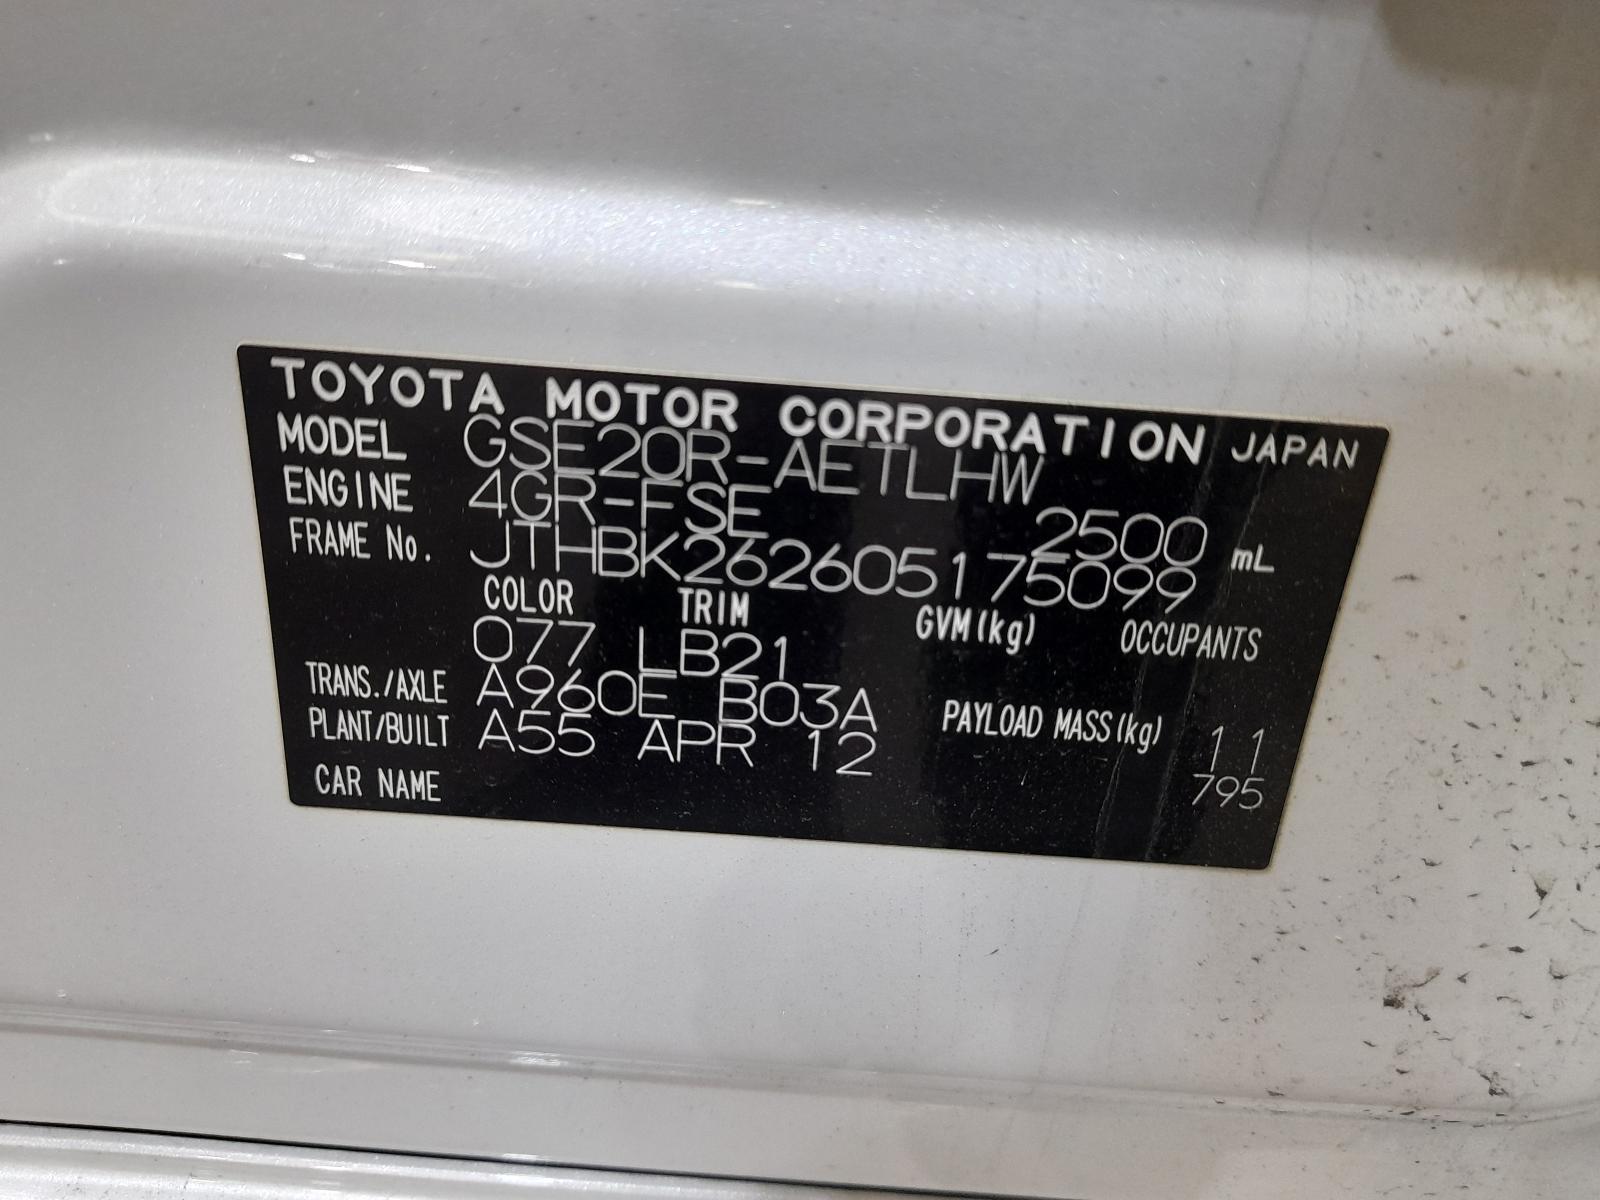 TOYOTA MOTOR CORPORATION JAPAN
MODEL GSE20R-AETLHW
ENGINE 4GR-FSE 2500 mL
FRAME No. JTHBK262605175099
COLOR TRIM GVM(kg) OCCUPANTS
077 LB21
TRANS./AXLE A960E B03A PAYLOAD MASS(kg) 11
PLANT/BUILT A55 APR 12 795
CAR NAME